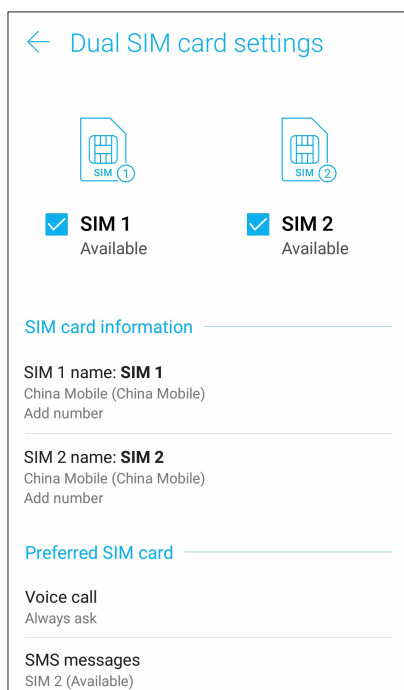 Dual SIM card settings
SIM 1 SIM 2
SIM 1 SIM 2
Available Available
SIM card information
SIM 1 name: SIM 1
China Mobile (China Mobile)
Add number
SIM 2 name: SIM 2
China Mobile (China Mobile)
Add number
Preferred SIM card
Voice call
Always ask
SMS messages
SIM 2 (Available)